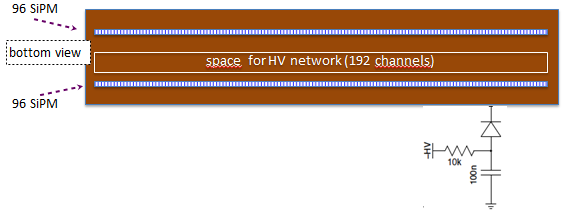 96 SiPM
bottom view
space for HV network (192 channels)
96 SiPM
-HV
10k
100n